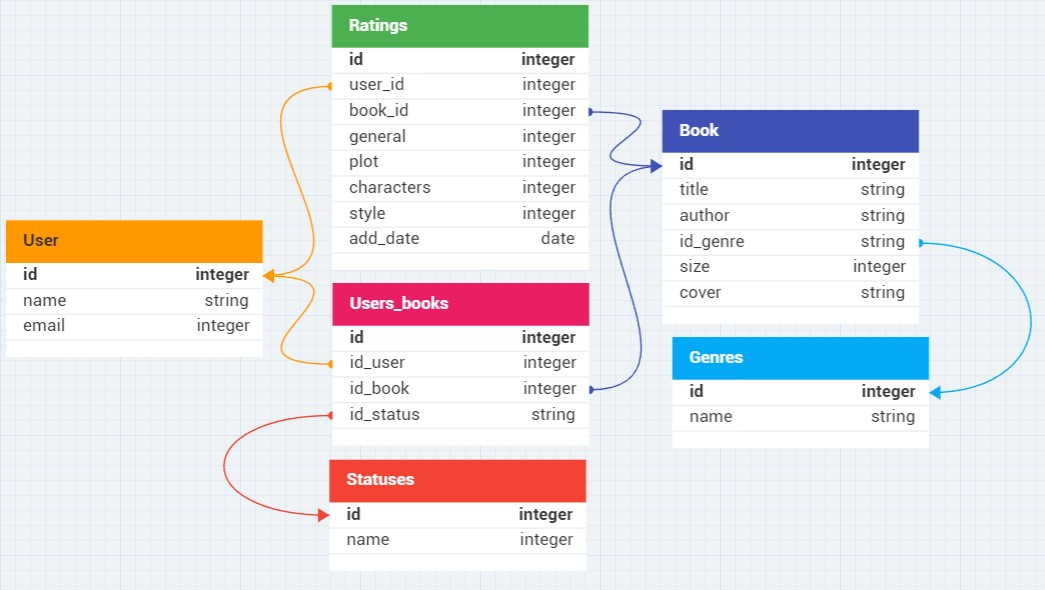 Ratings
id integer
user_id integer
book_id integer
general integer
plot integer
characters integer
style integer
add_date date
User
id integer
name string
email integer
Users_books
id integer
id_user integer
id_book integer
id_status string
Statuses
id integer
name integer
Book
id integer
title string
author string
id_genre string
size integer
cover string
Genres
id integer
name string